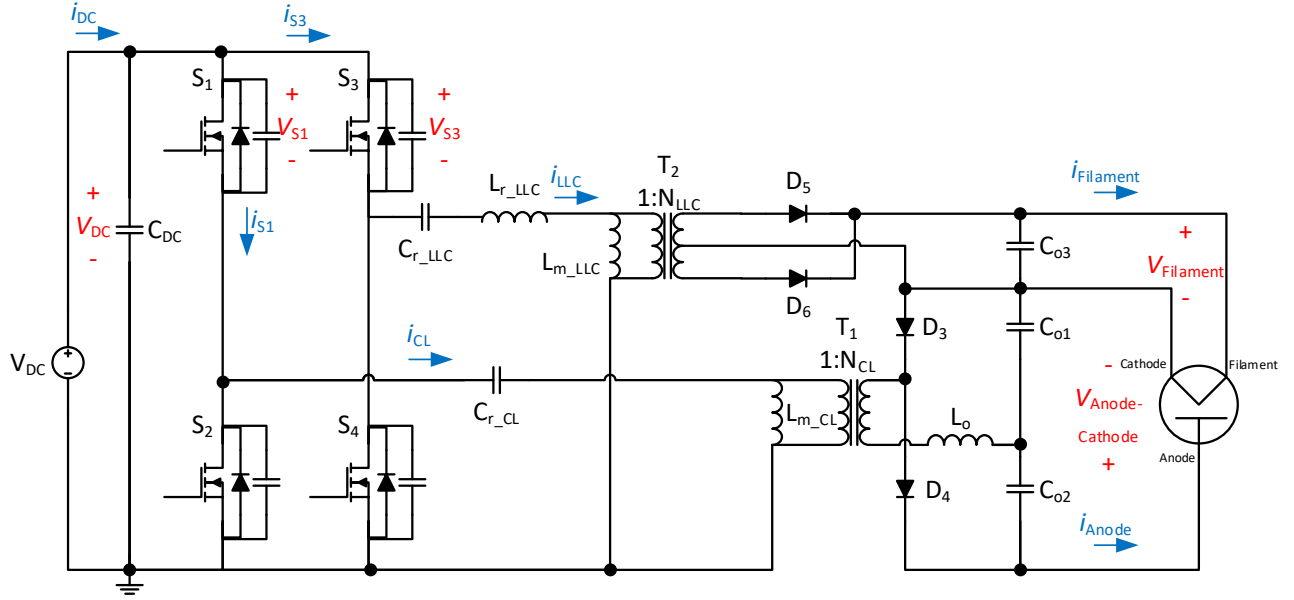 iDC
iS3
S1
S3
+
VS1
-
+
VS3
-
T2
1:NLLC
D5
iFilament
Lr_LLC
iLLC
+
VDC
-
CDC
iS1
Cr_LLC
Lm_LLC
D6
Co3
+
VFilament
-
T1
1:NCL
D3
Co1
VDC
+
-
iCL
Cr_CL
Lm_CL
Lo
-
Cathode
Filament
VAnode-
Cathode
+
Anode
S2
S4
D4
Co2
iAnode